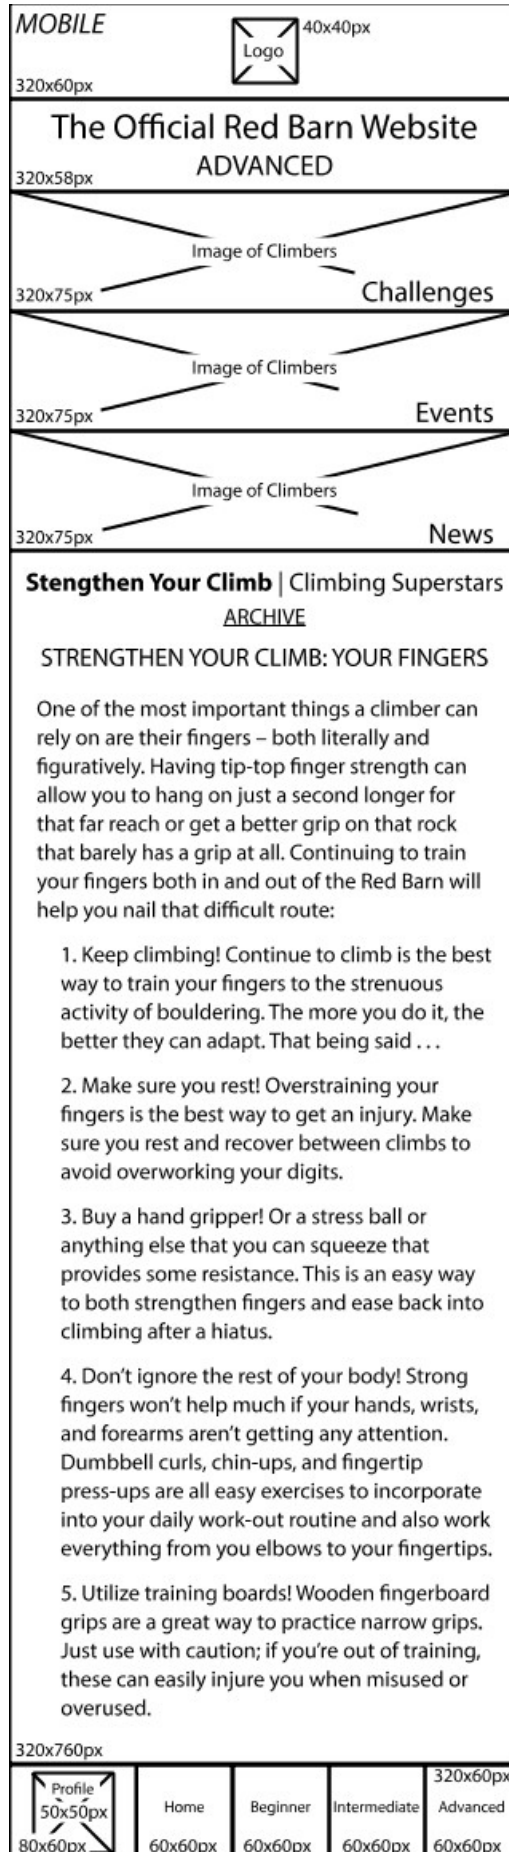 MOBILE
40x40px
Logo
320x60px
The Official Red Barn Website
ADVANCED
320x58px
Image of Climbers
320x75px
Challenges
Image of Climbers
320x75px
Events
Image of Climbers
320x75px
News
Stengthen Your Climb | Climbing Superstars
ARCHIVE
STRENGTHEN YOUR CLIMB: YOUR FINGERS
One of the most important things a climber can
rely on are their fingers – both literally and
figuratively. Having tip-top finger strength can
allow you to hang on just a second longer for
that far reach or get a better grip on that rock
that barely has a grip at all. Continuing to train
your fingers both in and out of the Red Barn will
help you nail that difficult route:
1. Keep climbing! Continue to climb is the best
way to train your fingers to the strenuous
activity of bouldering. The more you do it, the
better they can adapt. That being said . . .
2. Make sure you rest! Overstraining your
fingers is the best way to get an injury. Make
sure you rest and recover between climbs to
avoid overworking your digits.
3. Buy a hand gripper! Or a stress ball or
anything else that you can squeeze that
provides some resistance. This is an easy way
to both strengthen fingers and ease back into
climbing after a hiatus.
4. Don’t ignore the rest of your body! Strong
fingers won’t help much if your hands, wrists,
and forearms aren’t getting any attention.
Dumbbell curls, chin-ups, and fingertip
press-ups are all easy exercises to incorporate
into your daily work-out routine and also work
everything from you elbows to your fingertips.
5. Utilize training boards! Wooden fingerboard
grips are a great way to practice narrow grips.
Just use with caution; if you’re out of training,
these can easily injure you when misused or
overused.
320x760px
320x60px
Profile
50x50px
80x60px
Home
60x60px
Beginner
60x60px
Intermediate
60x60px
Advanced
60x60px